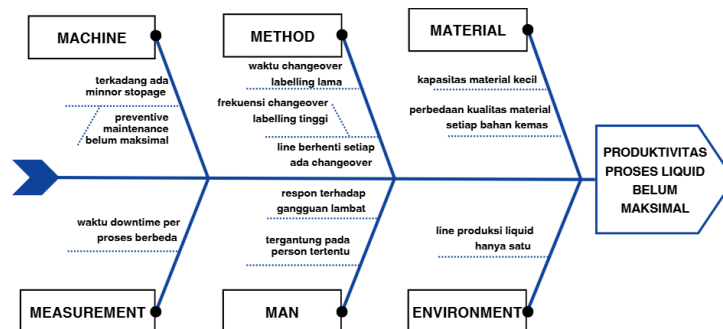 MACHINE
METHOD
MATERIAL
terkadang ada
minnor stopage
preventive
maintenance
belum maksimal
waktu changeover
labelling lama
frekuensi changeover
labelling tinggi
line berhenti setiap
ada changeover
kapasitas material kecil
perbedaan kualitas material
setiap bahan kemas
PRODUKTIVITAS
PROSES LIQUID
BELUM
MAKSIMAL
waktu downtime per
proses berbeda
respon terhadap
gangguan lambat
tergantung pada
person tertentu
line produksi liquid
hanya satu
MEASUREMENT
MAN
ENVIRONMENT